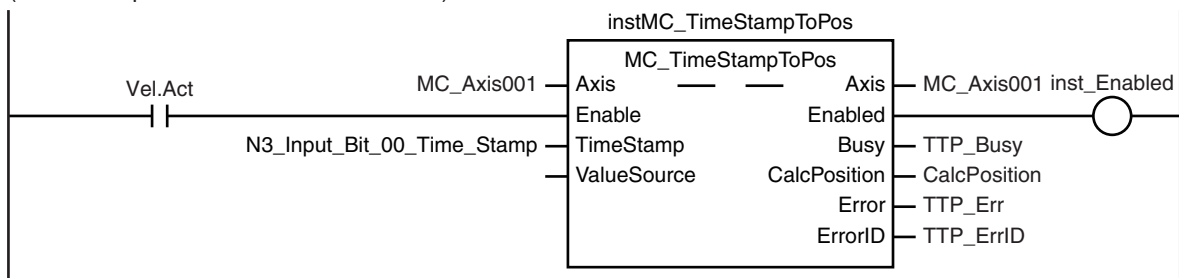 instMC_TimeStampToPos
MC_TimeStampToPos
Vel.Act
MC_Axis001 Axis Axis MC_Axis001 inst_Enabled
Enable Enabled
N3_Input_Bit_00_Time_Stamp TimeStamp Busy TTP_Busy
ValueSource CalcPosition CalcPosition
Error TTP_Err
ErrorID TTP_ErrID